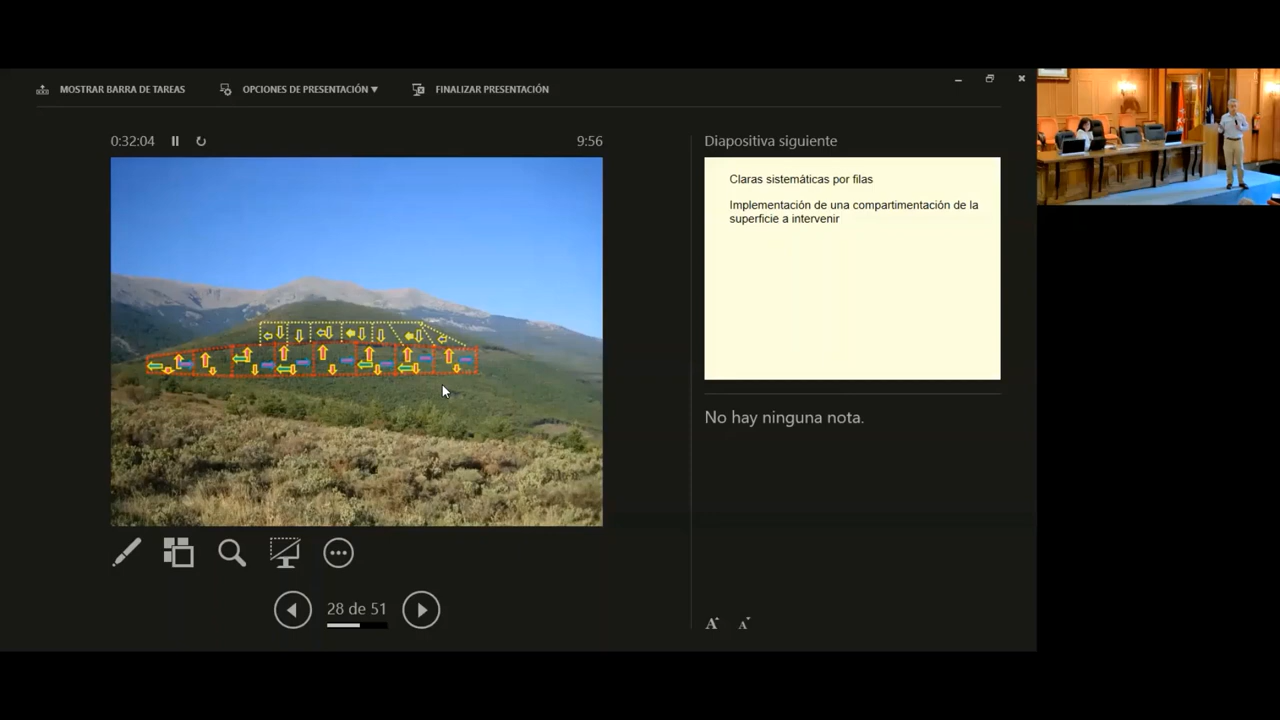 MOSTRAR BARRA DE TAREAS
OPCIONES DE PRESENTACIÓN ▼
FINALIZAR PRESENTACIÓN
0:32:04
9:56
Diapositiva siguiente
Claras sistemáticas por filas
Implementación de una compartimentación de la
superficie a intervenir
No hay ninguna nota.
28 de 51
A A